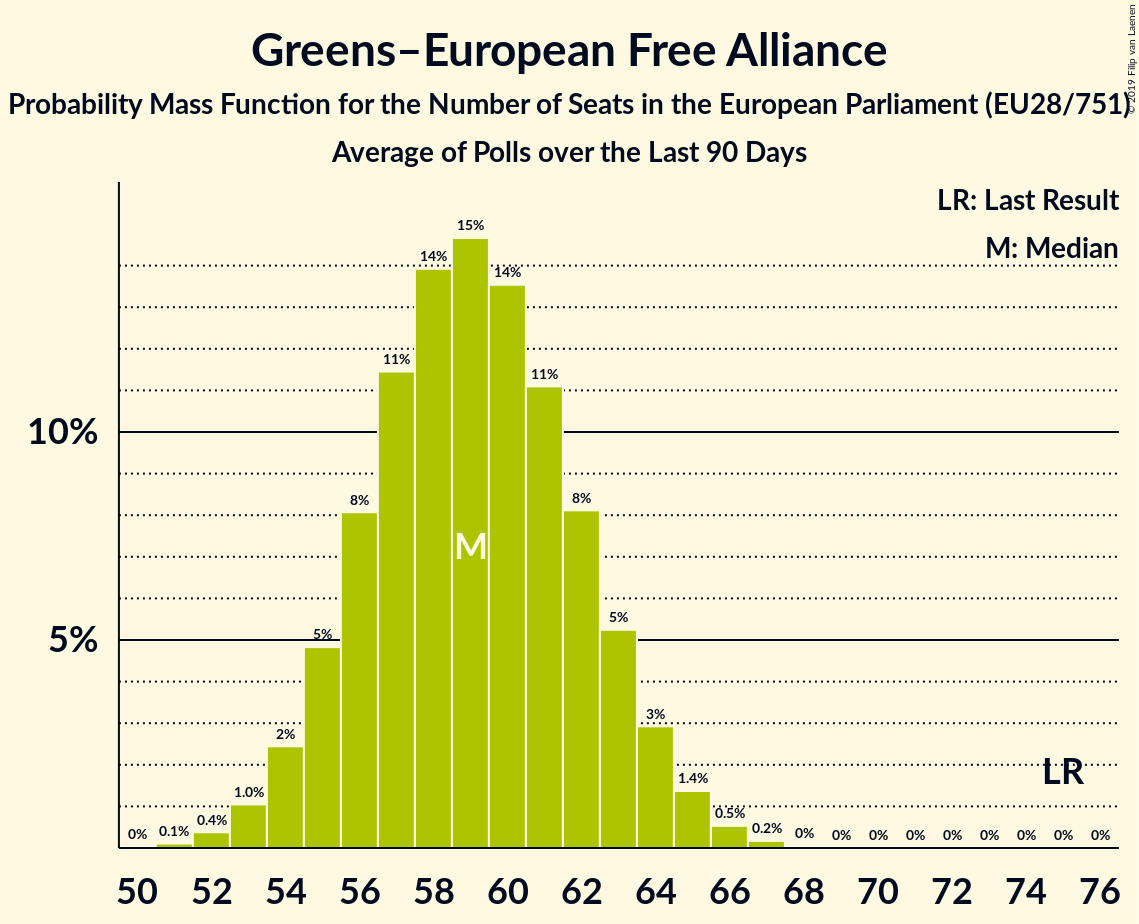 Greens–European Free Alliance
Probability Mass Function for the Number of Seats in the European Parliament (EU28/751)
Average of Polls over the Last 90 Days
© 2019 Filip van Laenen
LR: Last Result
M: Median
10%
5%
0% 0.1% 0.4% 1.0% 2% 5% 8% 11% 14% 15% 14% 11% 8% 5% 3% 1.4% 0.5% 0.2% 0% 0% 0% 0% 0% 0% 0% 0% 0%
M
LR
50 52 54 56 58 60 62 64 66 68 70 72 74 76